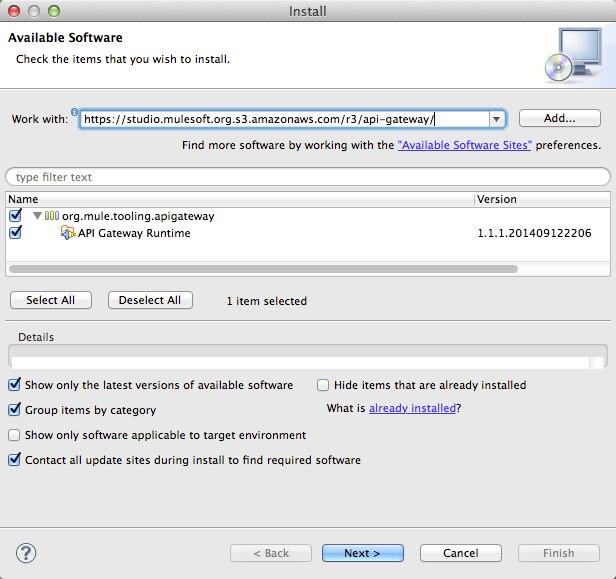 Install
Available Software
Check the items that you wish to install.
Work with: https://studio.mulesoft.org.s3.amazonaws.com/r3/api-gateway/ Add...
Find more software by working with the "Available Software Sites" preferences.
type filter text
Name Version
org.mule.tooling.apigateway
API Gateway Runtime 1.1.1.201409122206
Select All Deselect All 1 item selected
Details
Show only the latest versions of available software Hide items that are already installed
Group items by category What is already installed?
Show only software applicable to target environment
Contact all update sites during install to find required software
? < Back Next > Cancel Finish